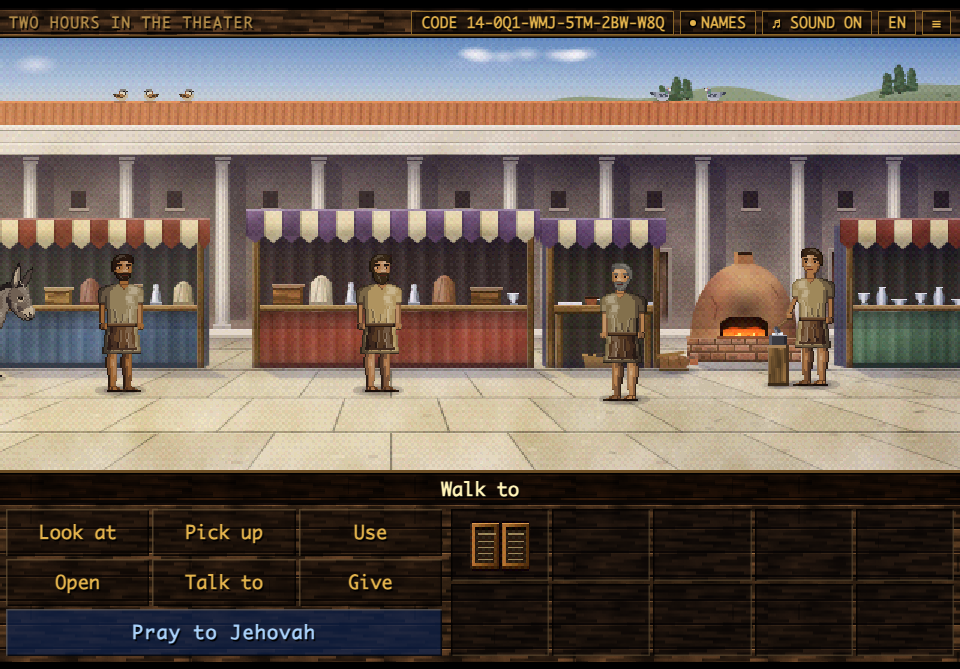 TWO HOURS IN THE THEATER
CODE 14-0Q1-WMJ-5TM-2BW-W8Q
• NAMES
♬ SOUND ON
EN
≡
Walk to
Look at
Pick up
Use
Open
Talk to
Give
Pray to Jehovah